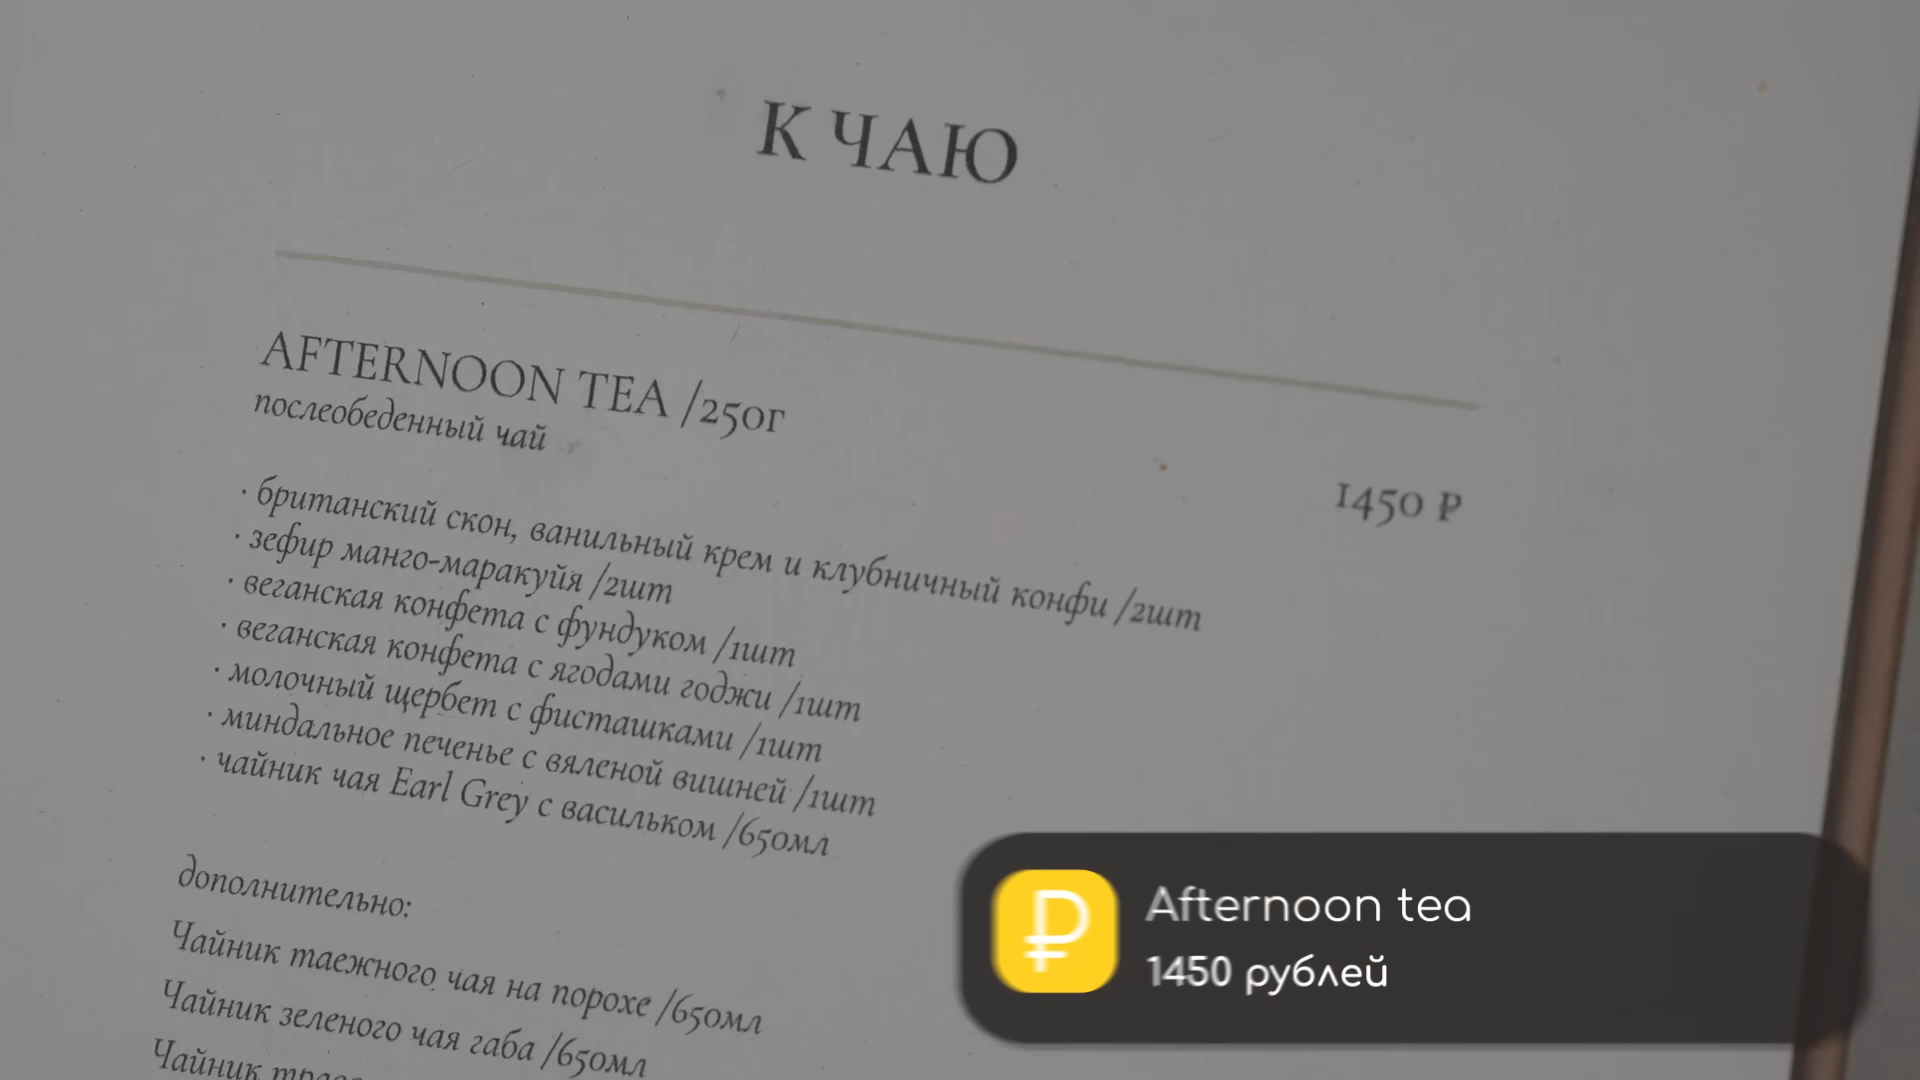 К ЧАЮ
AFTERNOON TEA /250г
послеобеденный чай
1450 ₽
· британский скон, ванильный крем и клубничный конфи /2шт
· зефир манго-маракуйя /2шт
· веганская конфета с фундуком /1шт
· веганская конфета с ягодами годжи /1шт
· молочный щербет с фисташками /1шт
· миндальное печенье с вяленой вишней /1шт
· чайник чая Earl Grey с васильком /650мл
дополнительно:
Чайник таежного чая на порохе /650мл
Чайник зеленого чая габа /650мл
Чайник
₽
Afternoon tea
1450 рублей